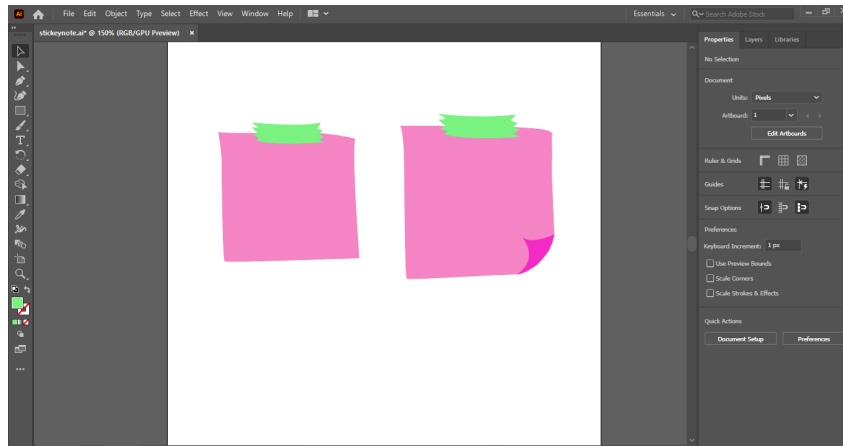 Ai File Edit Object Type Select Effect View Window Help Essentials Search Adobe Stock
stickeynote.ai* @ 150% (RGB/GPU Preview) ×
Properties Layers Libraries
No Selection
Document
Units: Pixels
Artboard: 1
Edit Artboards
Ruler & Grids
Guides
Snap Options
Preferences
Keyboard Increment: 1 px
Use Preview Bounds
Scale Corners
Scale Strokes & Effects
Quick Actions
Document Setup Preferences